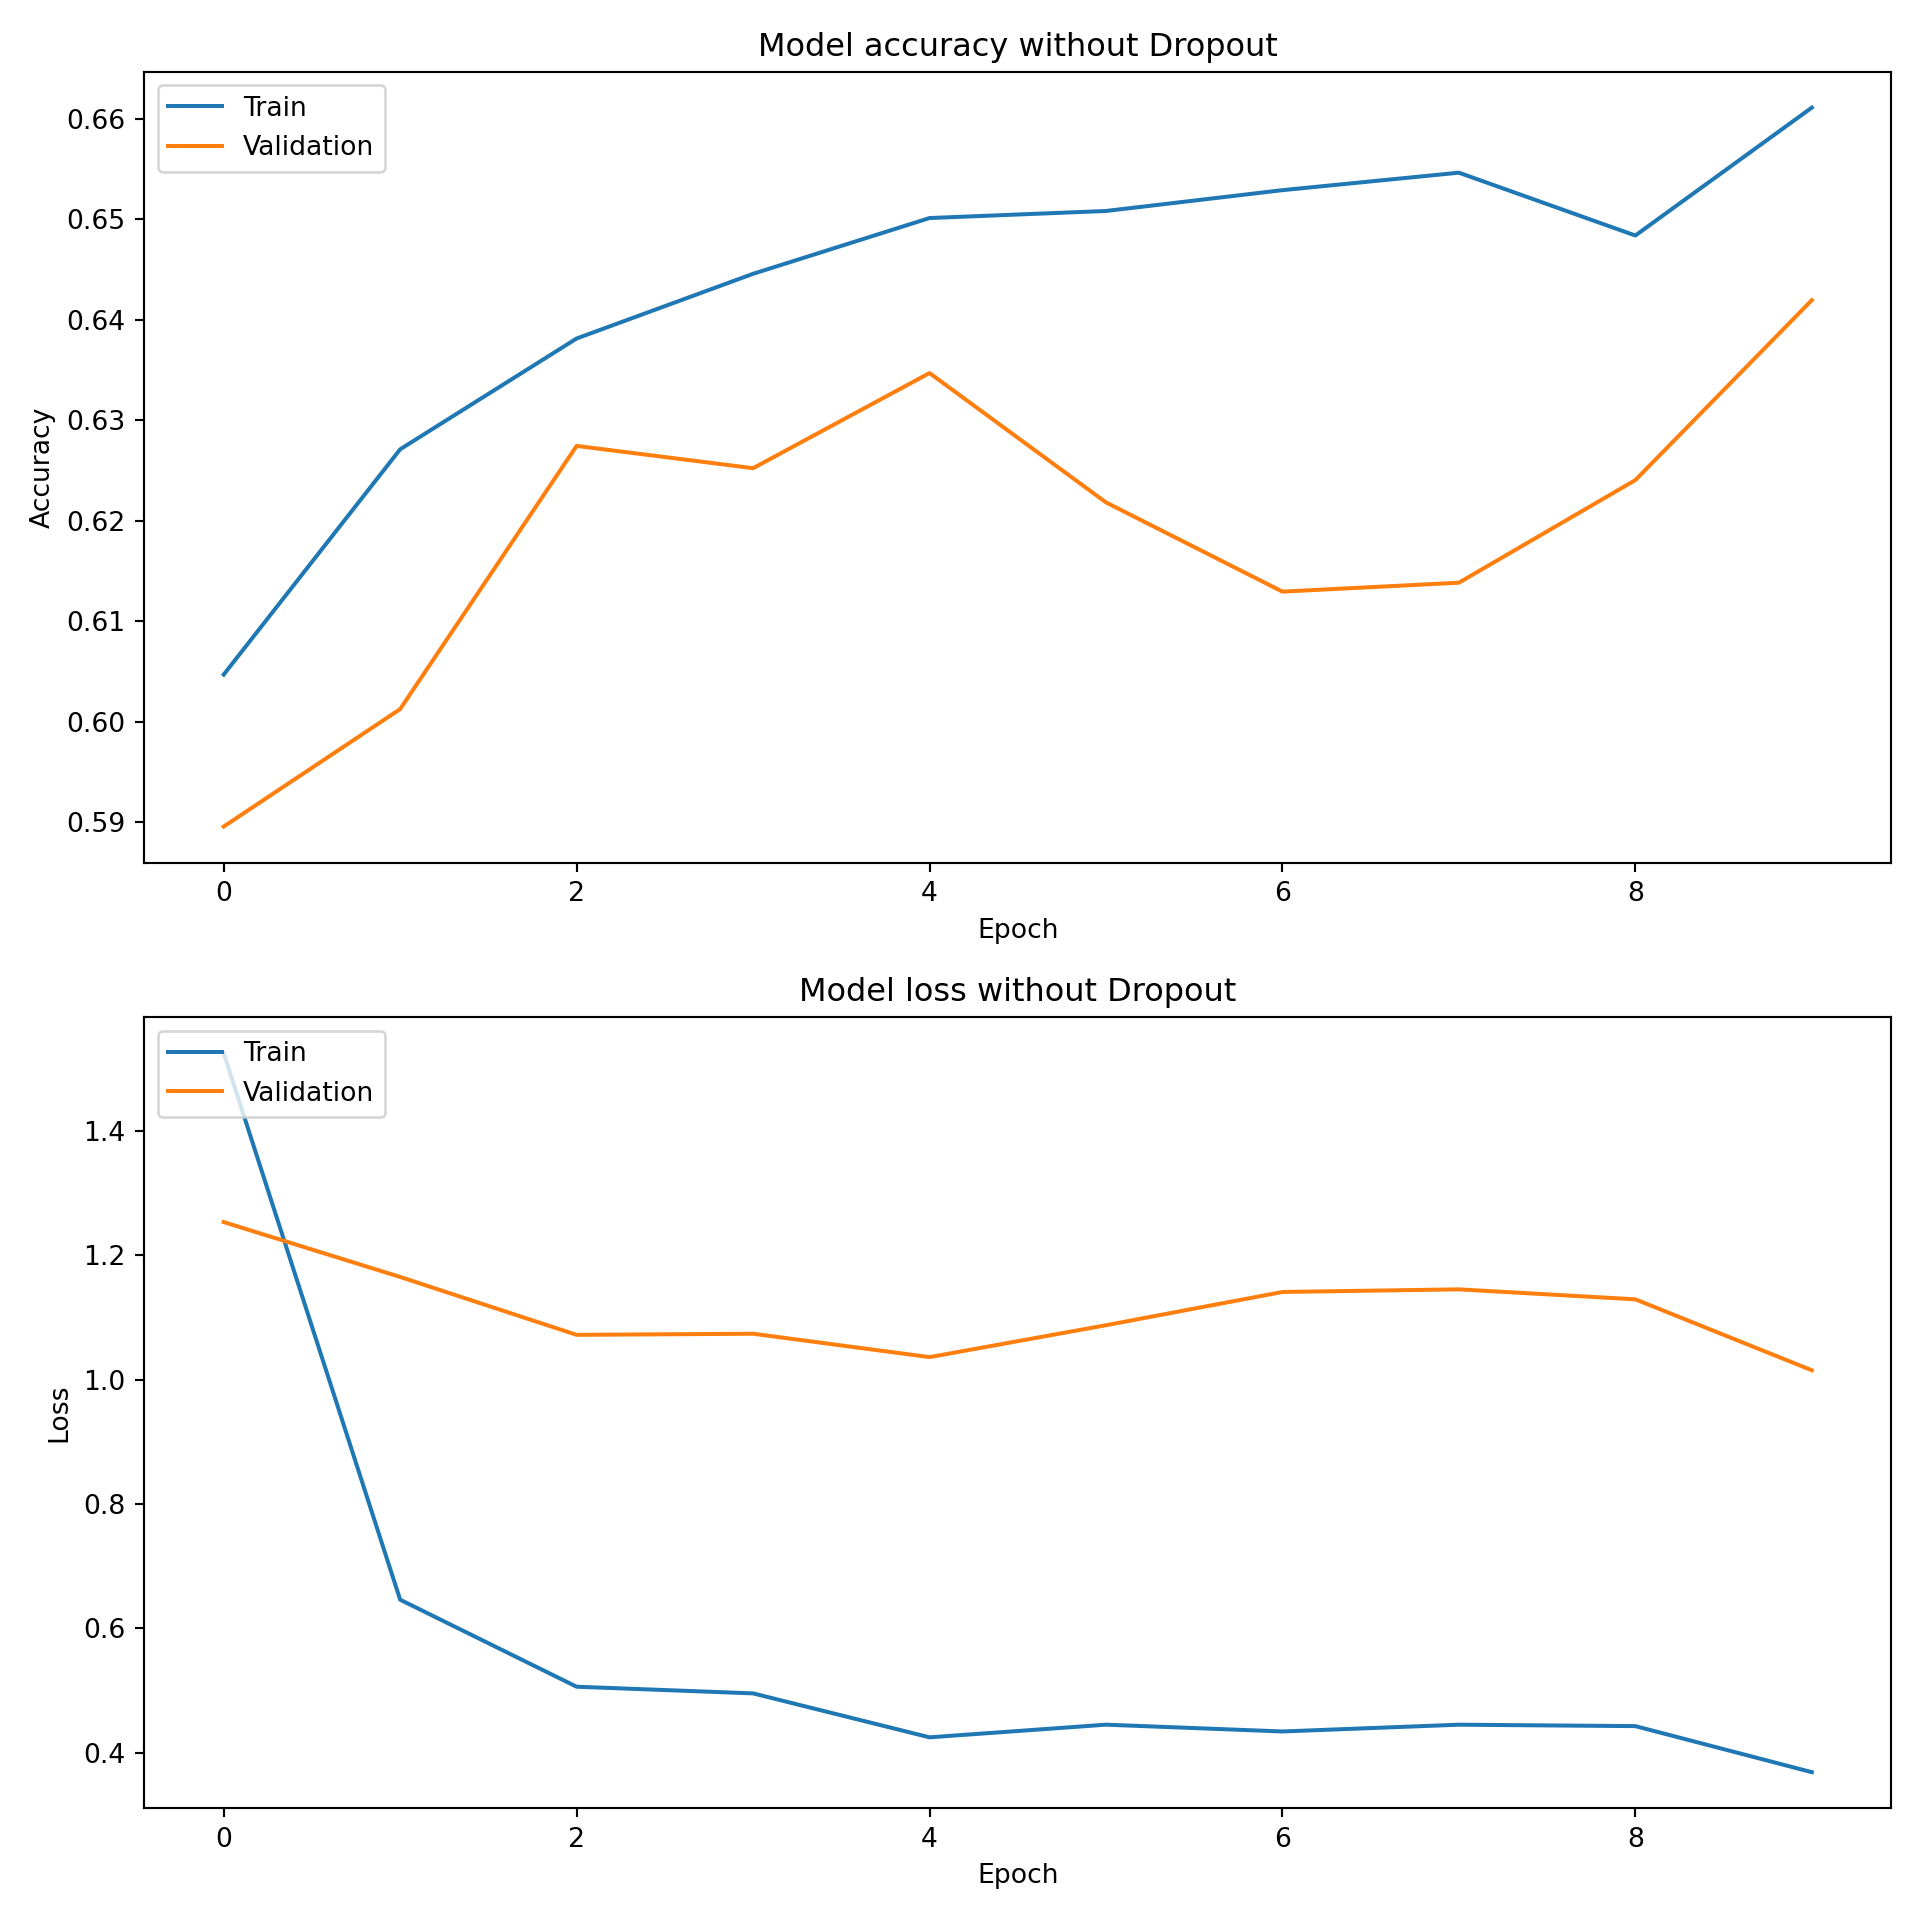 Model accuracy without Dropout
Train
Validation
0.66
0.65
0.64
0.63
0.62
0.61
0.60
0.59
Accuracy
0 2 4 6 8
Epoch
Model loss without Dropout
Train
Validation
1.4
1.2
1.0
0.8
0.6
0.4
Loss
0 2 4 6 8
Epoch